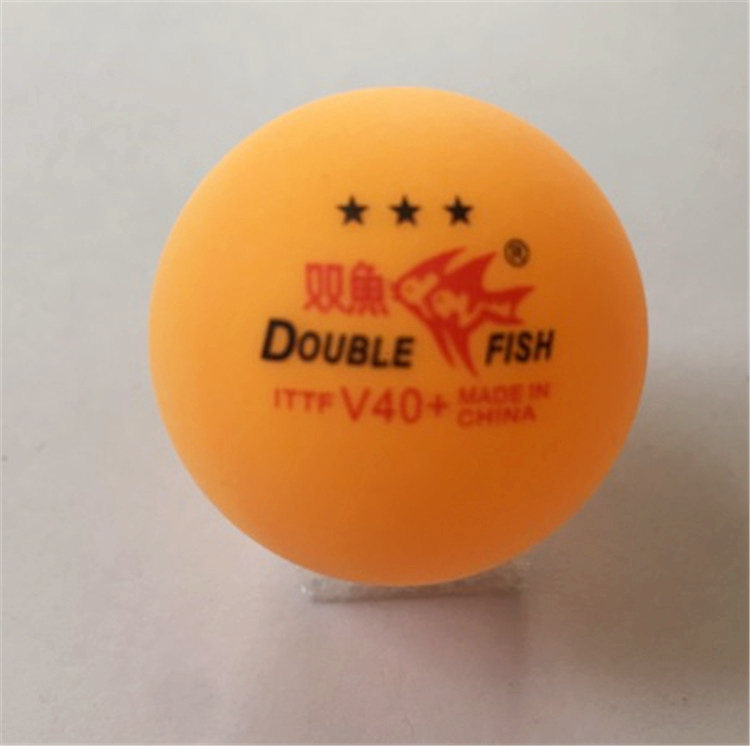 ★★★
双魚®
DOUBLE FISH
ITTF V40+ MADE IN
CHINA